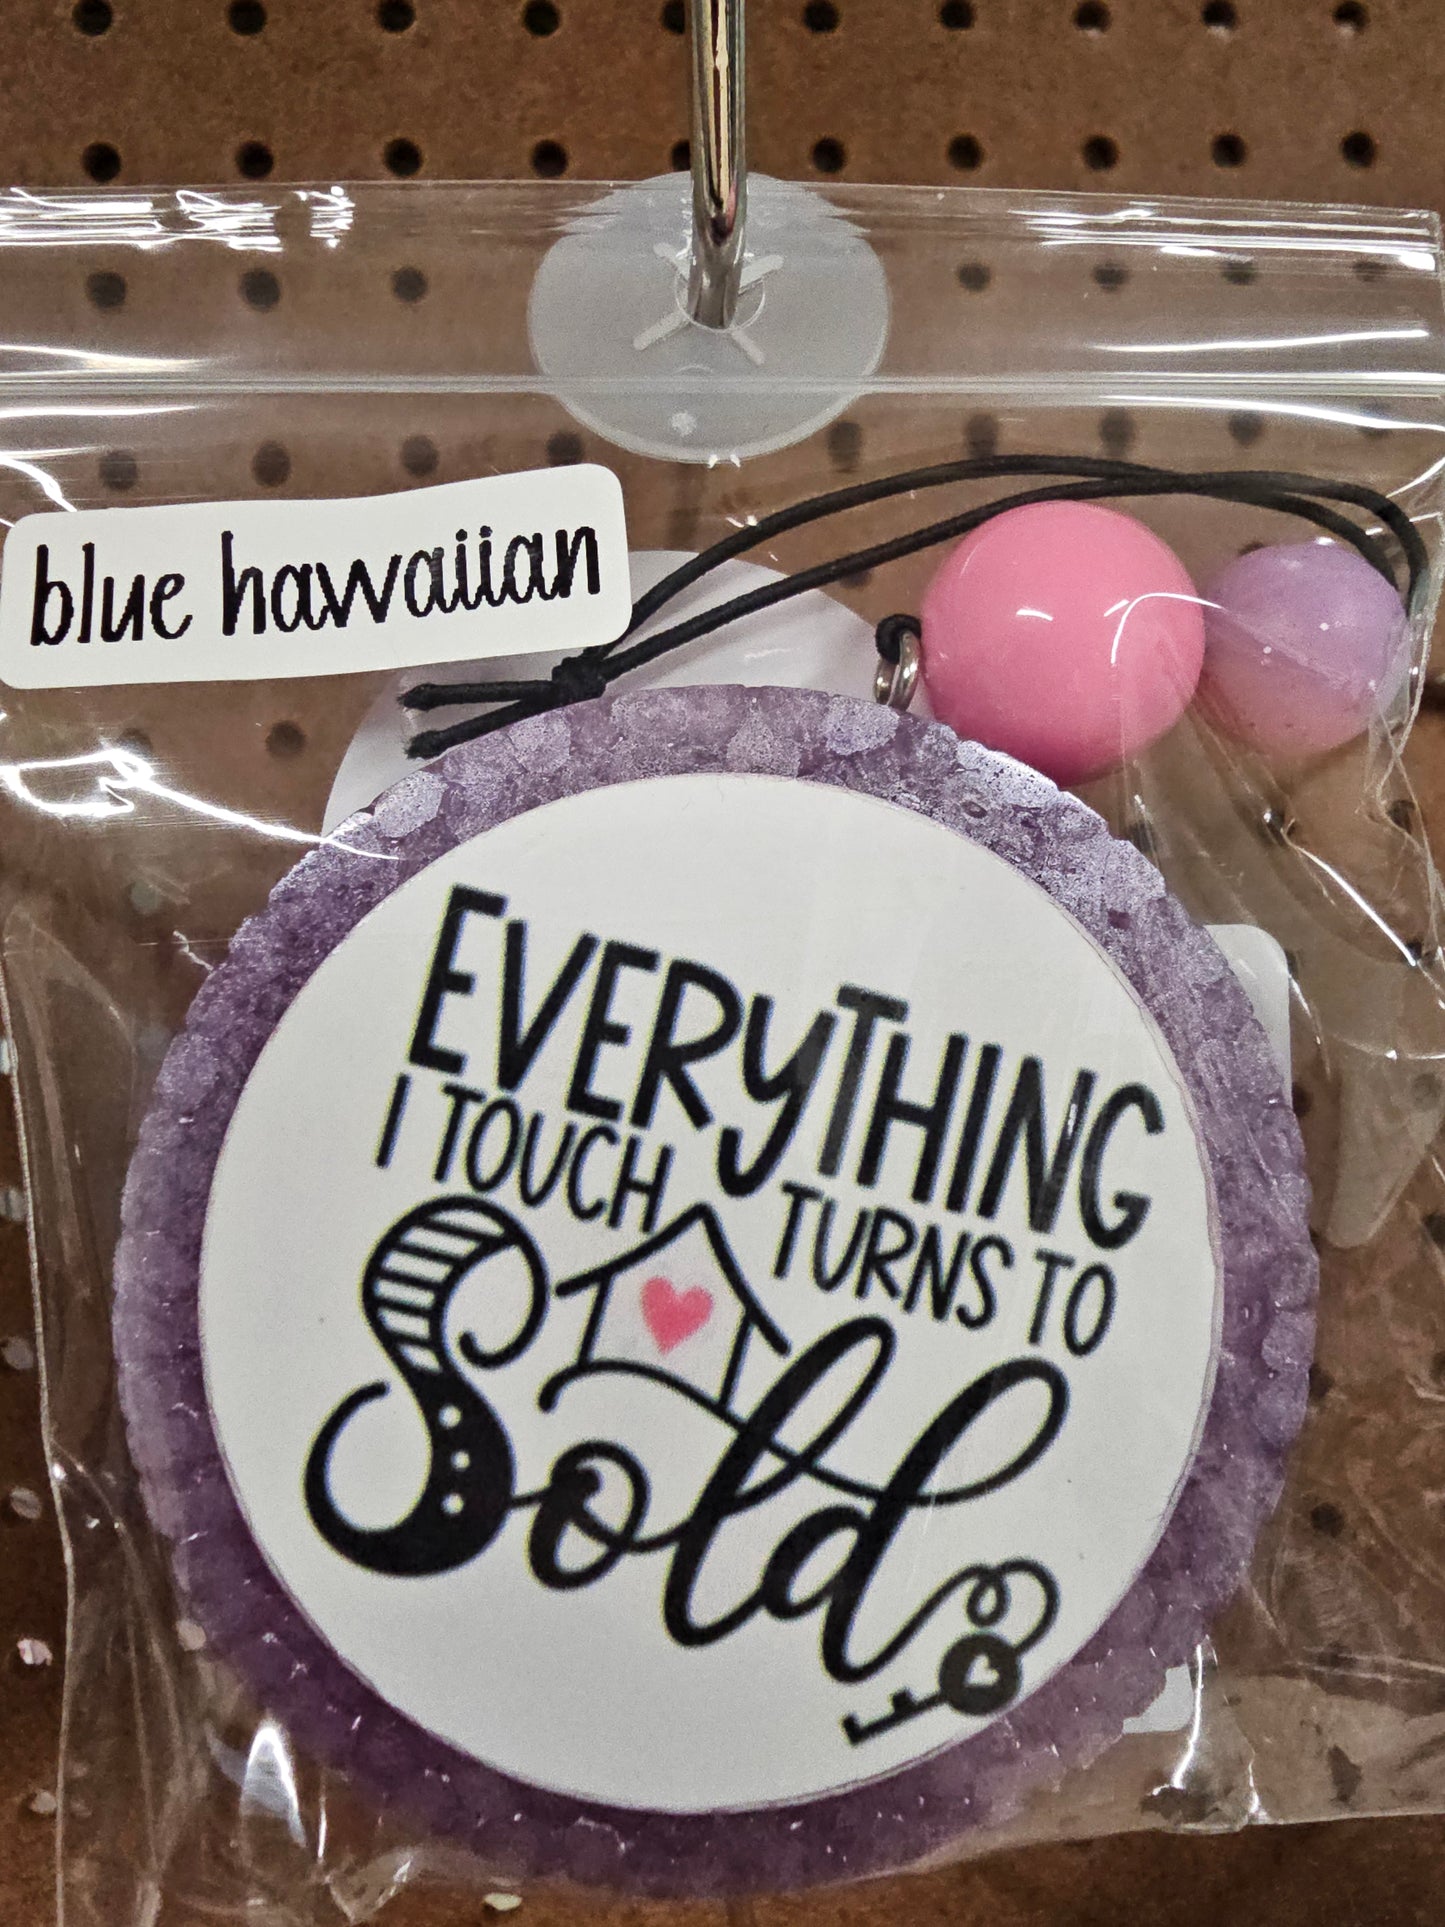 blue hawaiian
EVERYTHING
I TOUCH TURNS TO
Sold